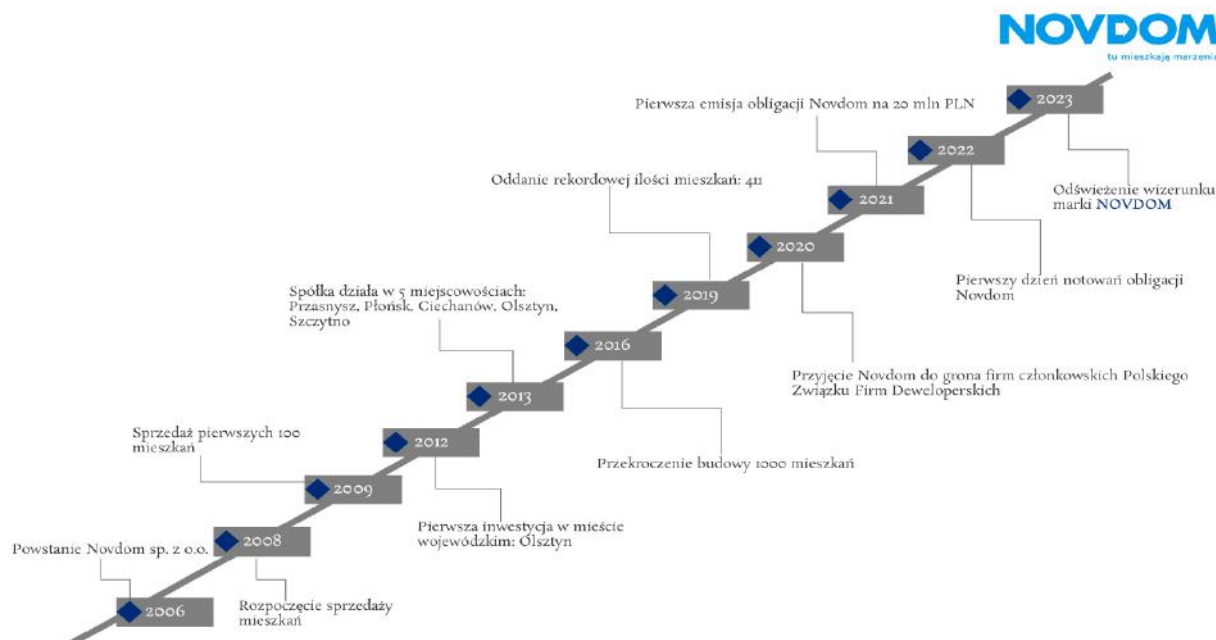 NOVDOM
tu mieszkają marzenia
2023
Pierwsza emisja obligacji Novdom na 20 mln PLN
2022
Oddanie rekordowej ilości mieszkań: 411
Odświeżenie wizerunku
marki NOVDOM
2021
2020
Pierwszy dzień notowań obligacji
Novdom
Spółka działa w 5 miejscowościach:
Przasnysz, Płońsk, Ciechanów, Olsztyn,
Szczytno
2019
2016
Przyjęcie Novdom do grona firm członkowskich Polskiego
Związku Firm Deweloperskich
2013
Sprzedaż pierwszych 100
mieszkań
2012
Przekroczenie budowy 1000 mieszkań
2009
Pierwsza inwestycja w mieście
wojewódzkim: Olsztyn
2008
Powstanie Novdom sp. z o.o.
Rozpoczęcie sprzedaży
mieszkań
2006